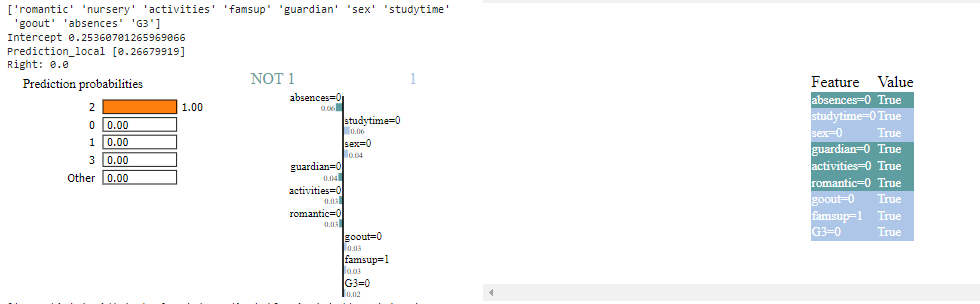 ['romantic' 'nursery' 'activities' 'famsup' 'guardian' 'sex' 'studytime'
'goout' 'absences' 'G3']
Intercept 0.25360701265969066
Prediction_local [0.26679919]
Right: 0.0
Prediction probabilities
2 1.00
0 0.00
1 0.00
3 0.00
Other 0.00
NOT 1 1
absences=0
0.06
studytime=0
0.06
sex=0
0.04
guardian=0
0.04
activities=0
0.03
romantic=0
0.03
goout=0
0.03
famsup=1
0.03
G3=0
0.02
Feature Value
absences=0 True
studytime=0 True
sex=0 True
guardian=0 True
activities=0 True
romantic=0 True
goout=0 True
famsup=1 True
G3=0 True